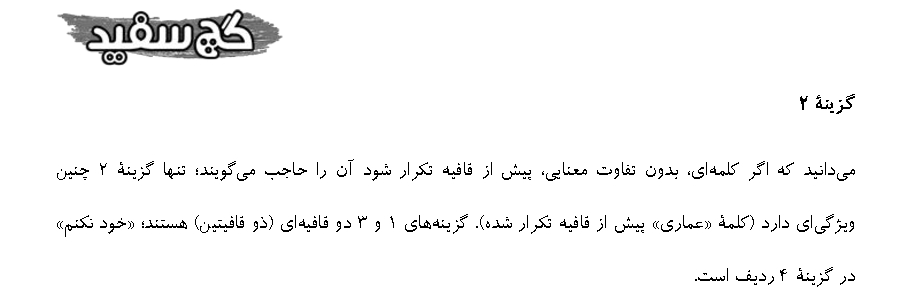 گچ سفید
گزینهٔ ۲
می‌دانید که اگر کلمه‌ای، بدون تفاوت معنایی، پیش از قافیه تکرار شود آن را حاجب می‌گویند؛ تنها گزینهٔ ۲ چنین
ویژگی‌ای دارد (کلمهٔ «عماری» پیش از قافیه تکرار شده). گزینه‌های ۱ و ۳ دو قافیه‌ای (ذو قافیتین) هستند؛ «خود نکنم»
در گزینهٔ ۴ ردیف است.